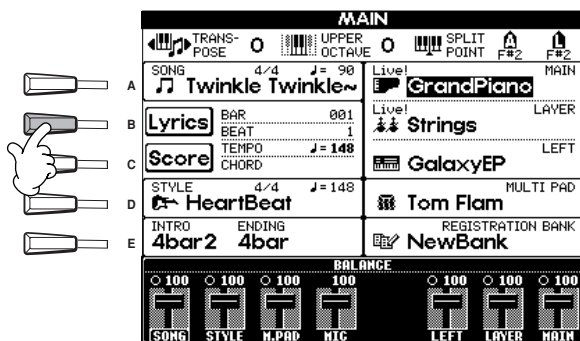 MAIN
TRANS-
POSE 0
UPPER
OCTAVE 0
SPLIT
POINT
A
F#2
L
F#2
SONG 4/4 ♩= 90
Twinkle Twinkle~
Live! MAIN
GrandPiano
A
Lyrics
BAR 001
BEAT 1
Live! LAYER
Strings
B
Score
TEMPO ♩= 148
CHORD
LEFT
GalaxyEP
C
STYLE 4/4 ♩=148
HeartBeat
MULTI PAD
Tom Flam
D
INTRO ENDING
4bar2 4bar
REGISTRATION BANK
NewBank
E
BALANCE
100 100 100 100 100 100 100
SONG STYLE M.PAD MIC LEFT LAYER MAIN